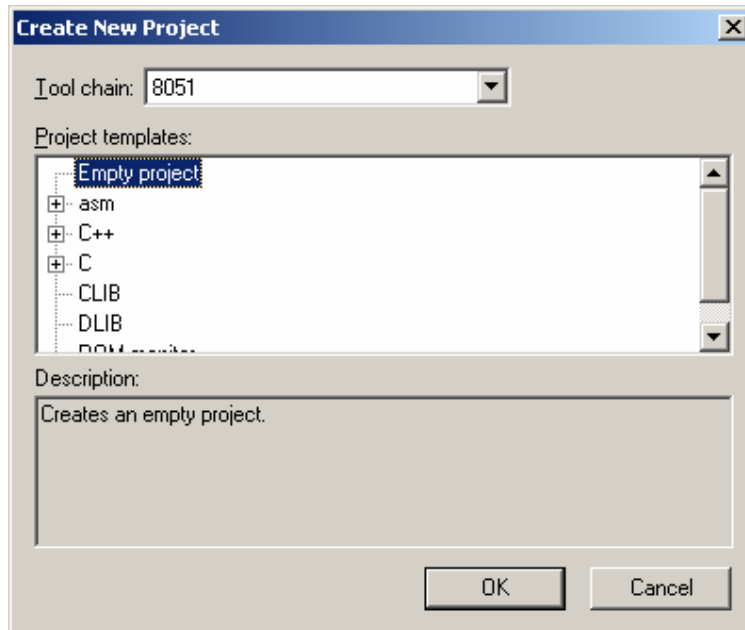 Create New Project
Tool chain: 8051
Project templates:
Empty project
asm
C++
C
CLIB
DLIB
Description:
Creates an empty project.
OK Cancel